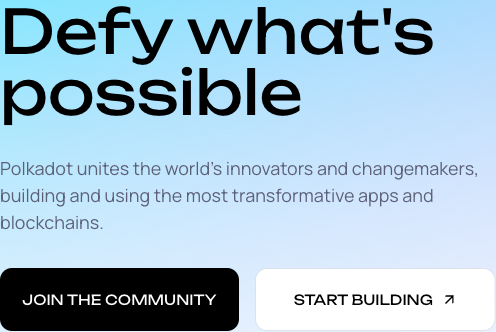 Defy what's
possible
Polkadot unites the world's innovators and changemakers,
building and using the most transformative apps and
blockchains.
JOIN THE COMMUNITY
START BUILDING ↗